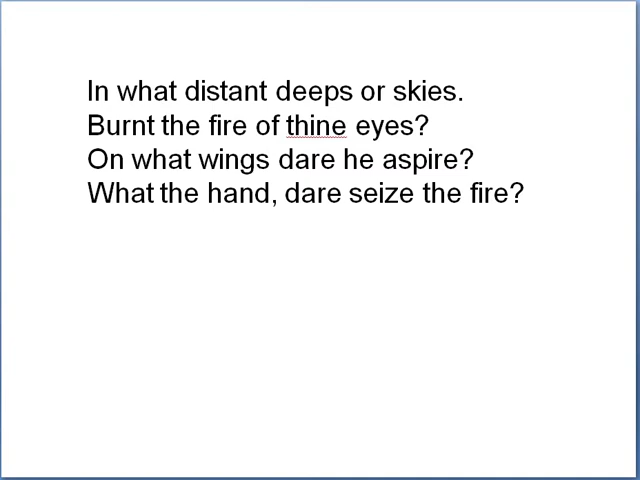 In what distant deeps or skies.
Burnt the fire of thine eyes?
On what wings dare he aspire?
What the hand, dare seize the fire?